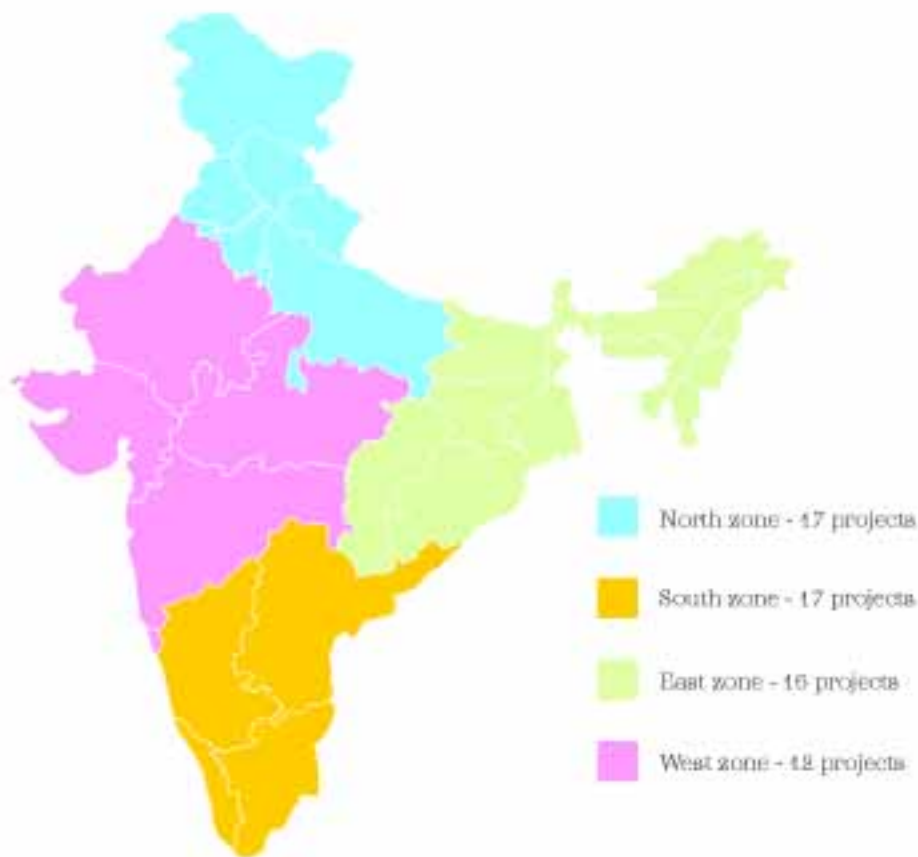 North zone - 17 projects
South zone - 17 projects
East zone - 16 projects
West zone - 12 projects